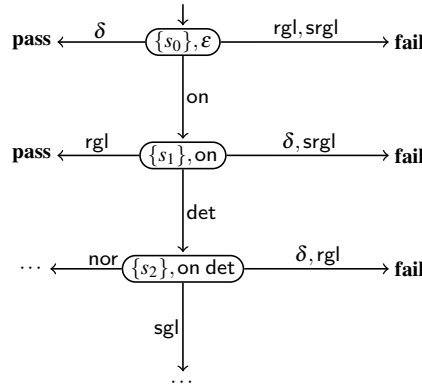 pass δ {s₀}, ε rgl, srgl fail
on
pass rgl {s₁}, on δ, srgl fail
det
··· nor {s₂}, on det δ, rgl fail
sgl
···